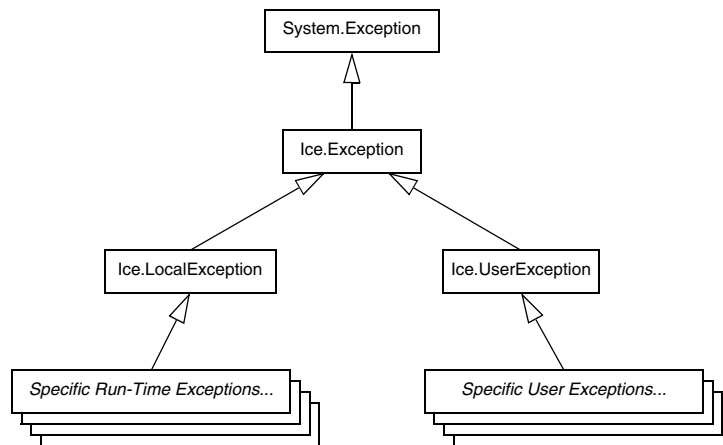 System.Exception
Ice.Exception
Ice.LocalException
Ice.UserException
Specific Run-Time Exceptions...
Specific User Exceptions...